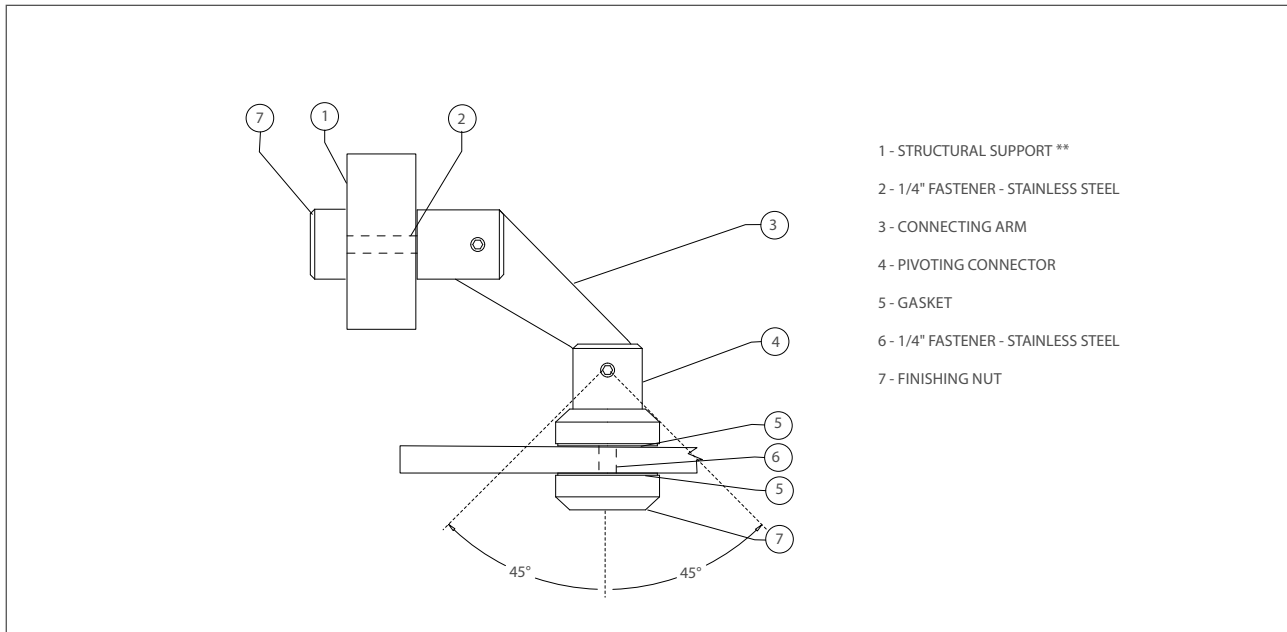 7
1
2
3
4
5
6
5
7
45°
45°
1 - STRUCTURAL SUPPORT **
2 - 1/4" FASTENER - STAINLESS STEEL
3 - CONNECTING ARM
4 - PIVOTING CONNECTOR
5 - GASKET
6 - 1/4" FASTENER - STAINLESS STEEL
7 - FINISHING NUT